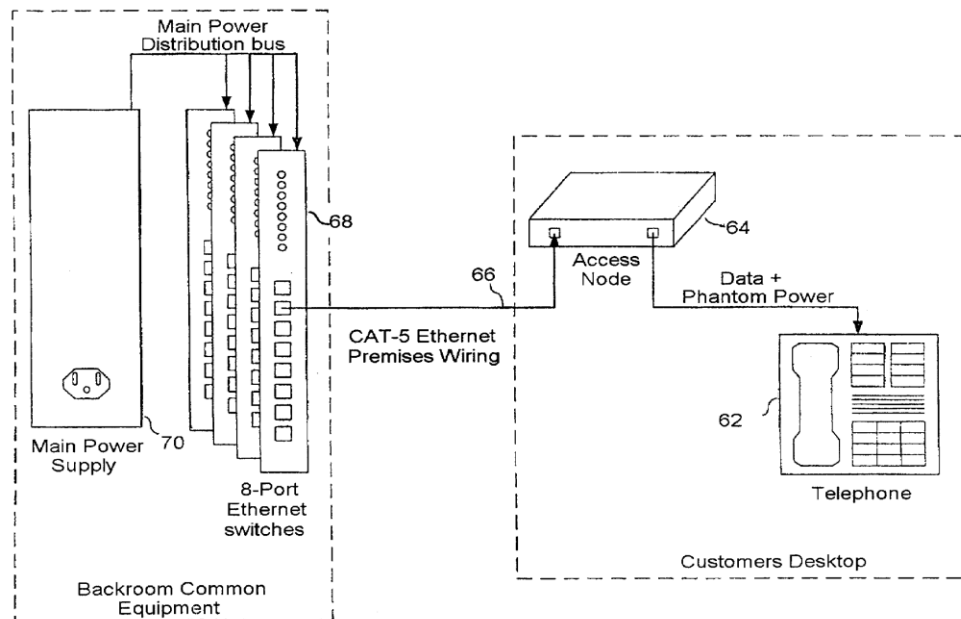 Main Power
Distribution bus
68
64
Access
Node
66
Data +
Phantom Power
CAT-5 Ethernet
Premises Wiring
62
70
Main Power
Supply
8-Port
Ethernet
switches
Telephone
Customers Desktop
Backroom Common
Equipment